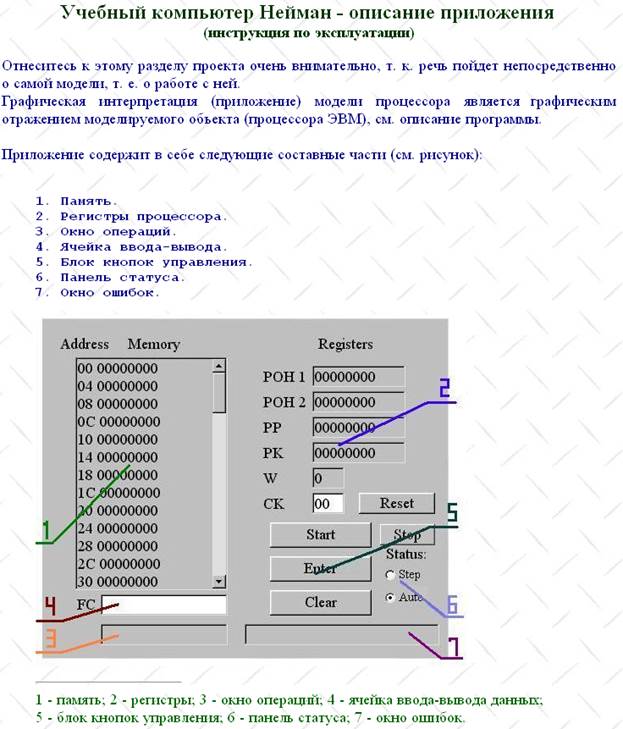 Учебный компьютер Нейман - описание приложения
(инструкция по эксплуатации)
Отнеситесь к этому разделу проекта очень внимательно, т. к. речь пойдет непосредственно
о самой модели, т. е. о работе с ней.
Графическая интерпретация (приложение) модели процессора является графическим
отражением моделируемого объекта (процессора ЭВМ), см. описание программы.
Приложение содержит в себе следующие составные части (см. рисунок):
1. Память.
2. Регистры процессора.
3. Окно операций.
4. Ячейка ввода-вывода.
5. Блок кнопок управления.
6. Панель статуса.
7. Окно ошибок.
Address Memory Registers
00 00000000
04 00000000
08 00000000
0C 00000000
10 00000000
14 00000000
18 00000000
1C 00000000
20 00000000
24 00000000
28 00000000
2C 00000000
30 00000000
1
FC
4
3
РОН 1 00000000
РОН 2 00000000
РР 00000000
РК 00000000
2
W 0
СК 00 Reset
Start Stop
5
Enter Status:
Step
Clear Auto
6
7
1 - память; 2 - регистры; 3 - окно операций; 4 - ячейка ввода-вывода данных;
5 - блок кнопок управления; 6 - панель статуса; 7 - окно ошибок.